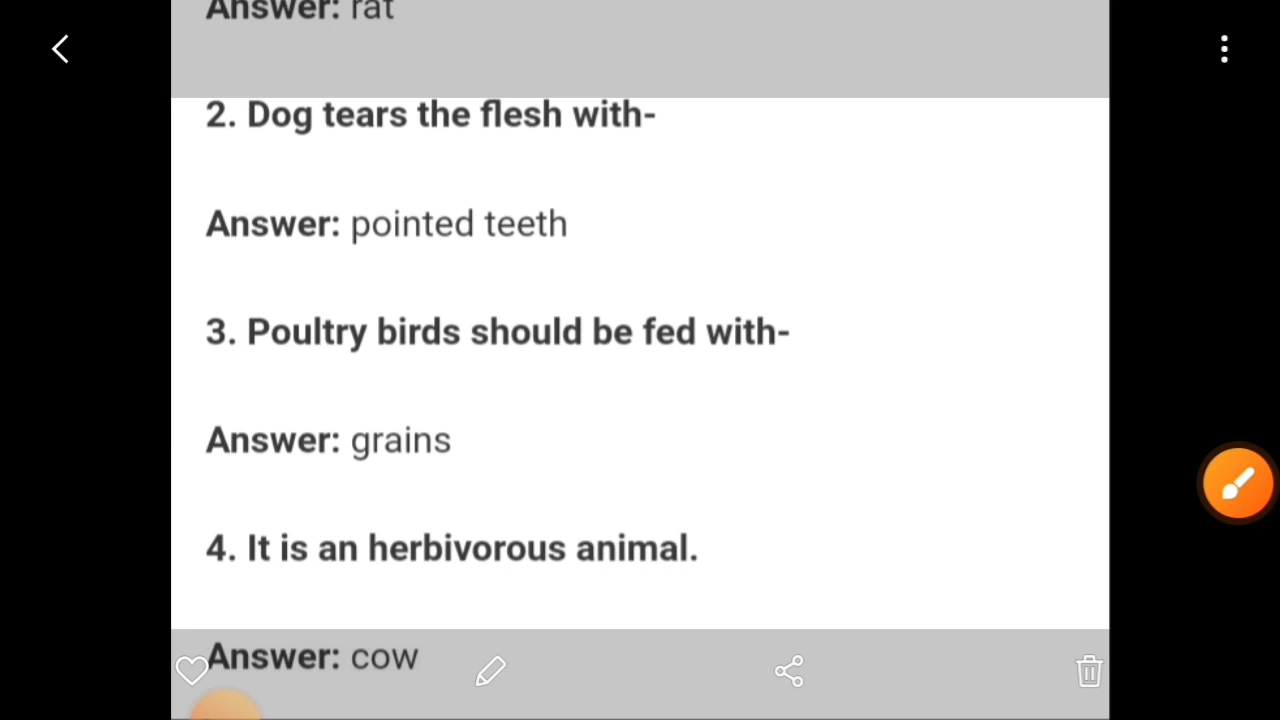 Answer: rat
2. Dog tears the flesh with-
Answer: pointed teeth
3. Poultry birds should be fed with-
Answer: grains
4. It is an herbivorous animal.
Answer: cow